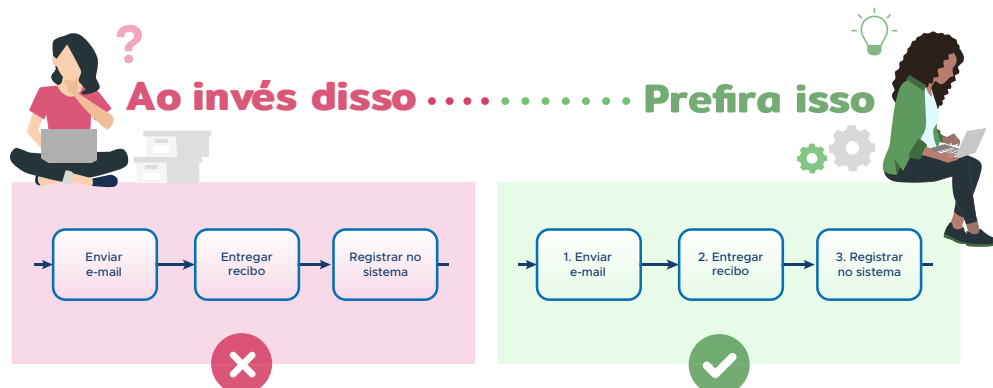 ?
Ao invés disso
Prefira isso
Enviar
e-mail
Entregar
recibo
Registrar no
sistema
1. Enviar
e-mail
2. Entregar
recibo
3. Registrar
no sistema